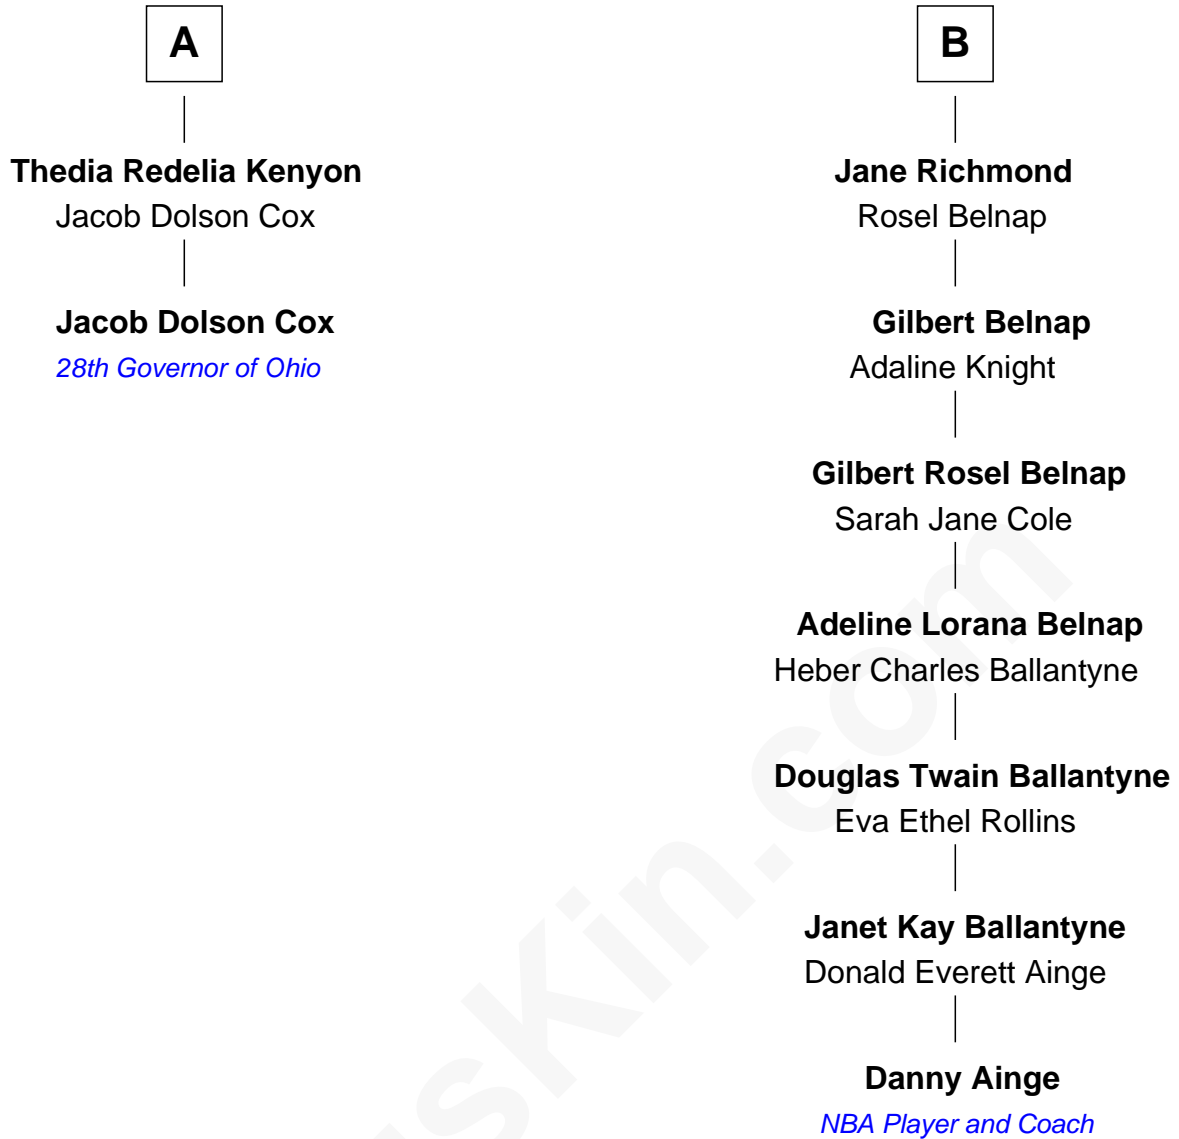 A
Thedia Redelia Kenyon
Jacob Dolson Cox
Jacob Dolson Cox
28th Governor of Ohio
B
Jane Richmond
Rosel Belnap
Gilbert Belnap
Adaline Knight
Gilbert Rosel Belnap
Sarah Jane Cole
Adeline Lorana Belnap
Heber Charles Ballantyne
Douglas Twain Ballantyne
Eva Ethel Rollins
Janet Kay Ballantyne
Donald Everett Ainge
Danny Ainge
NBA Player and Coach